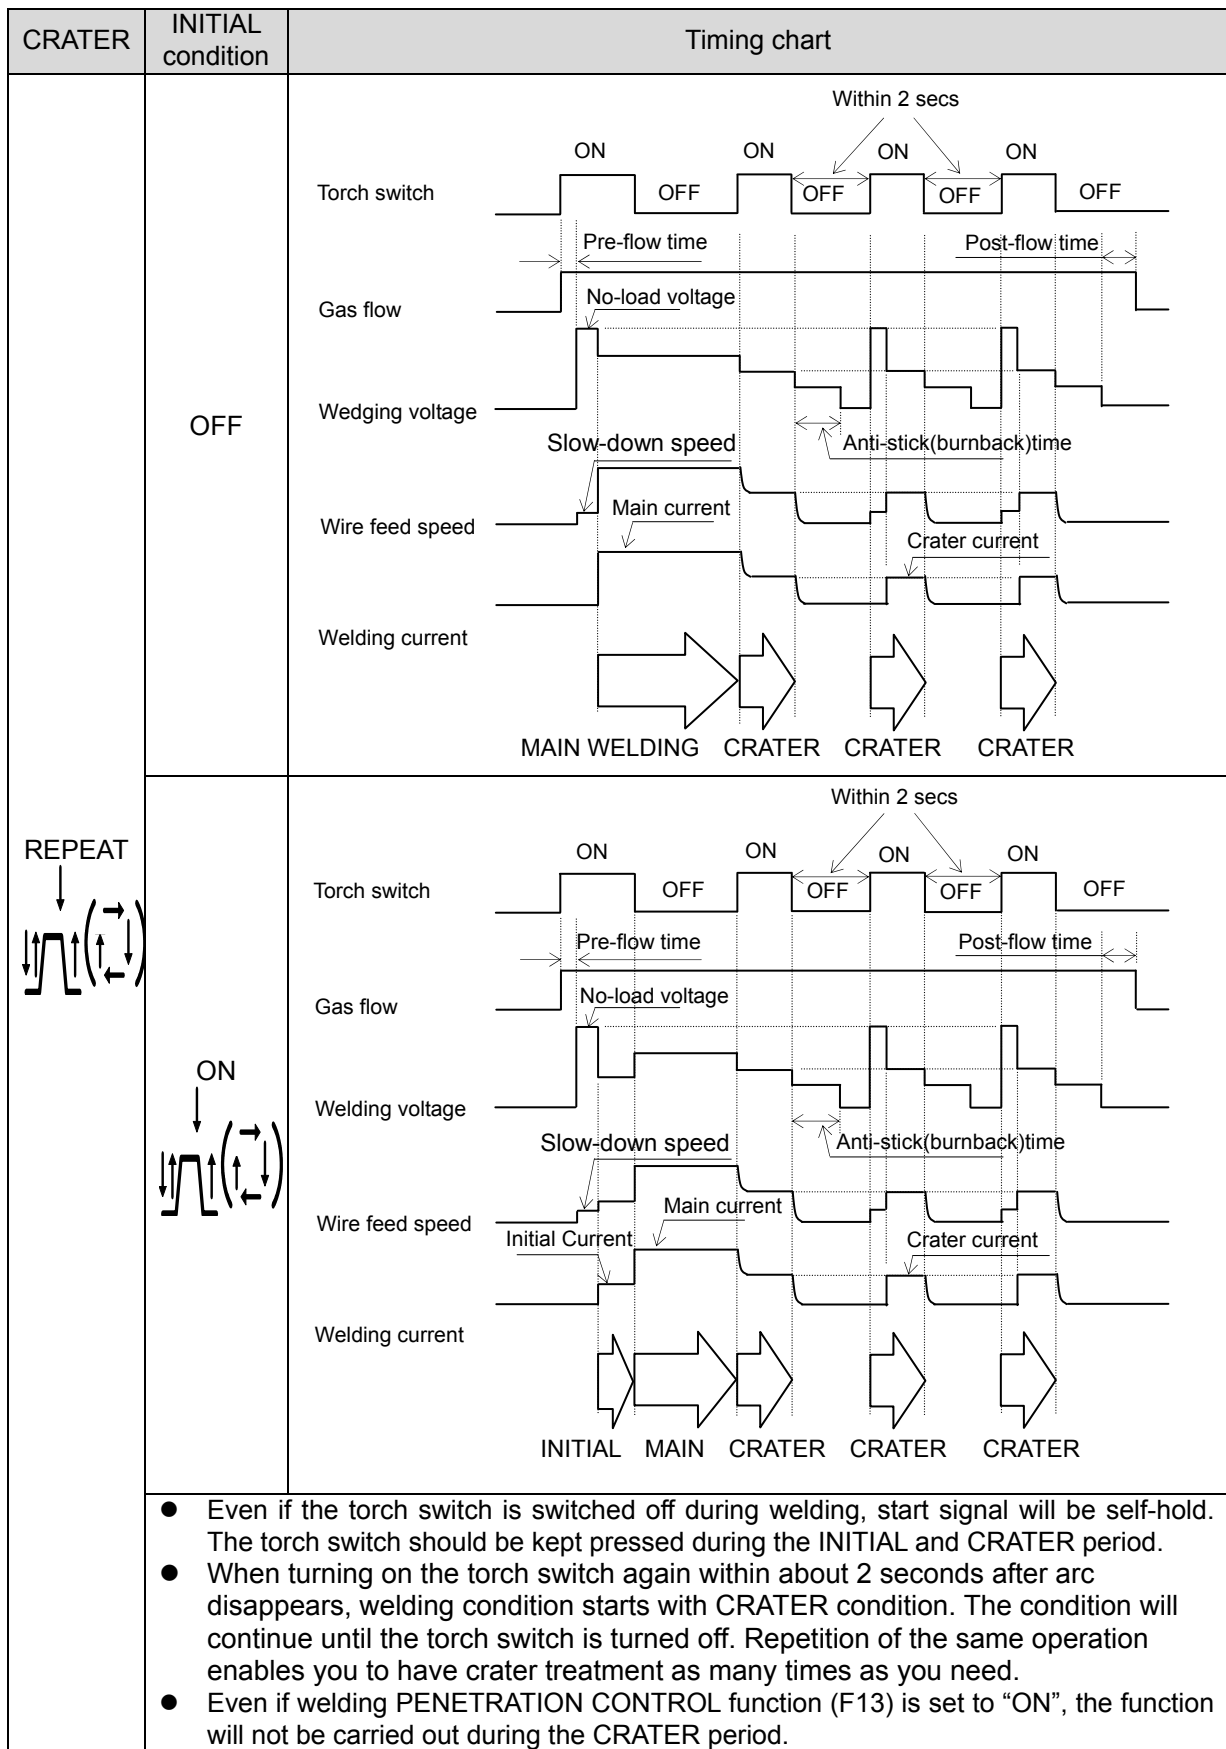 CRATER
INITIAL
condition
Timing chart
REPEAT
OFF
Within 2 secs
ON
ON
ON
ON
Torch switch
OFF
OFF
OFF
OFF
Pre-flow time
Post-flow time
No-load voltage
Gas flow
Wedging voltage
Slow-down speed
Anti-stick(burnback)time
Main current
Wire feed speed
Crater current
Welding current
MAIN WELDING
CRATER
CRATER
CRATER
ON
Within 2 secs
ON
ON
ON
ON
Torch switch
OFF
OFF
OFF
OFF
Pre-flow time
Post-flow time
No-load voltage
Gas flow
Welding voltage
Slow-down speed
Anti-stick(burnback)time
Main current
Wire feed speed
Initial Current
Crater current
Welding current
INITIAL
MAIN
CRATER
CRATER
CRATER
● Even if the torch switch is switched off during welding, start signal will be self-hold.
The torch switch should be kept pressed during the INITIAL and CRATER period.
● When turning on the torch switch again within about 2 seconds after arc
disappears, welding condition starts with CRATER condition. The condition will
continue until the torch switch is turned off. Repetition of the same operation
enables you to have crater treatment as many times as you need.
● Even if welding PENETRATION CONTROL function (F13) is set to “ON”, the function
will not be carried out during the CRATER period.